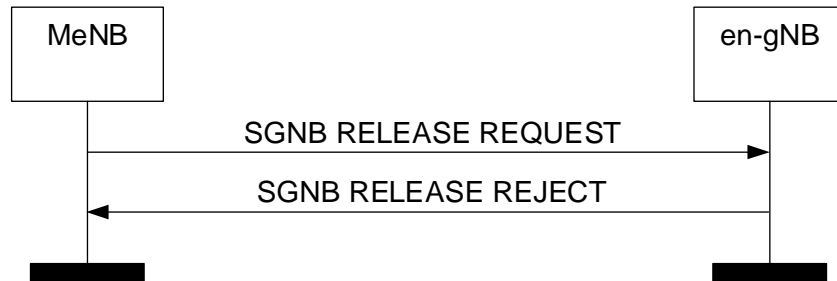 MeNB
en-gNB
SGNB RELEASE REQUEST
SGNB RELEASE REJECT